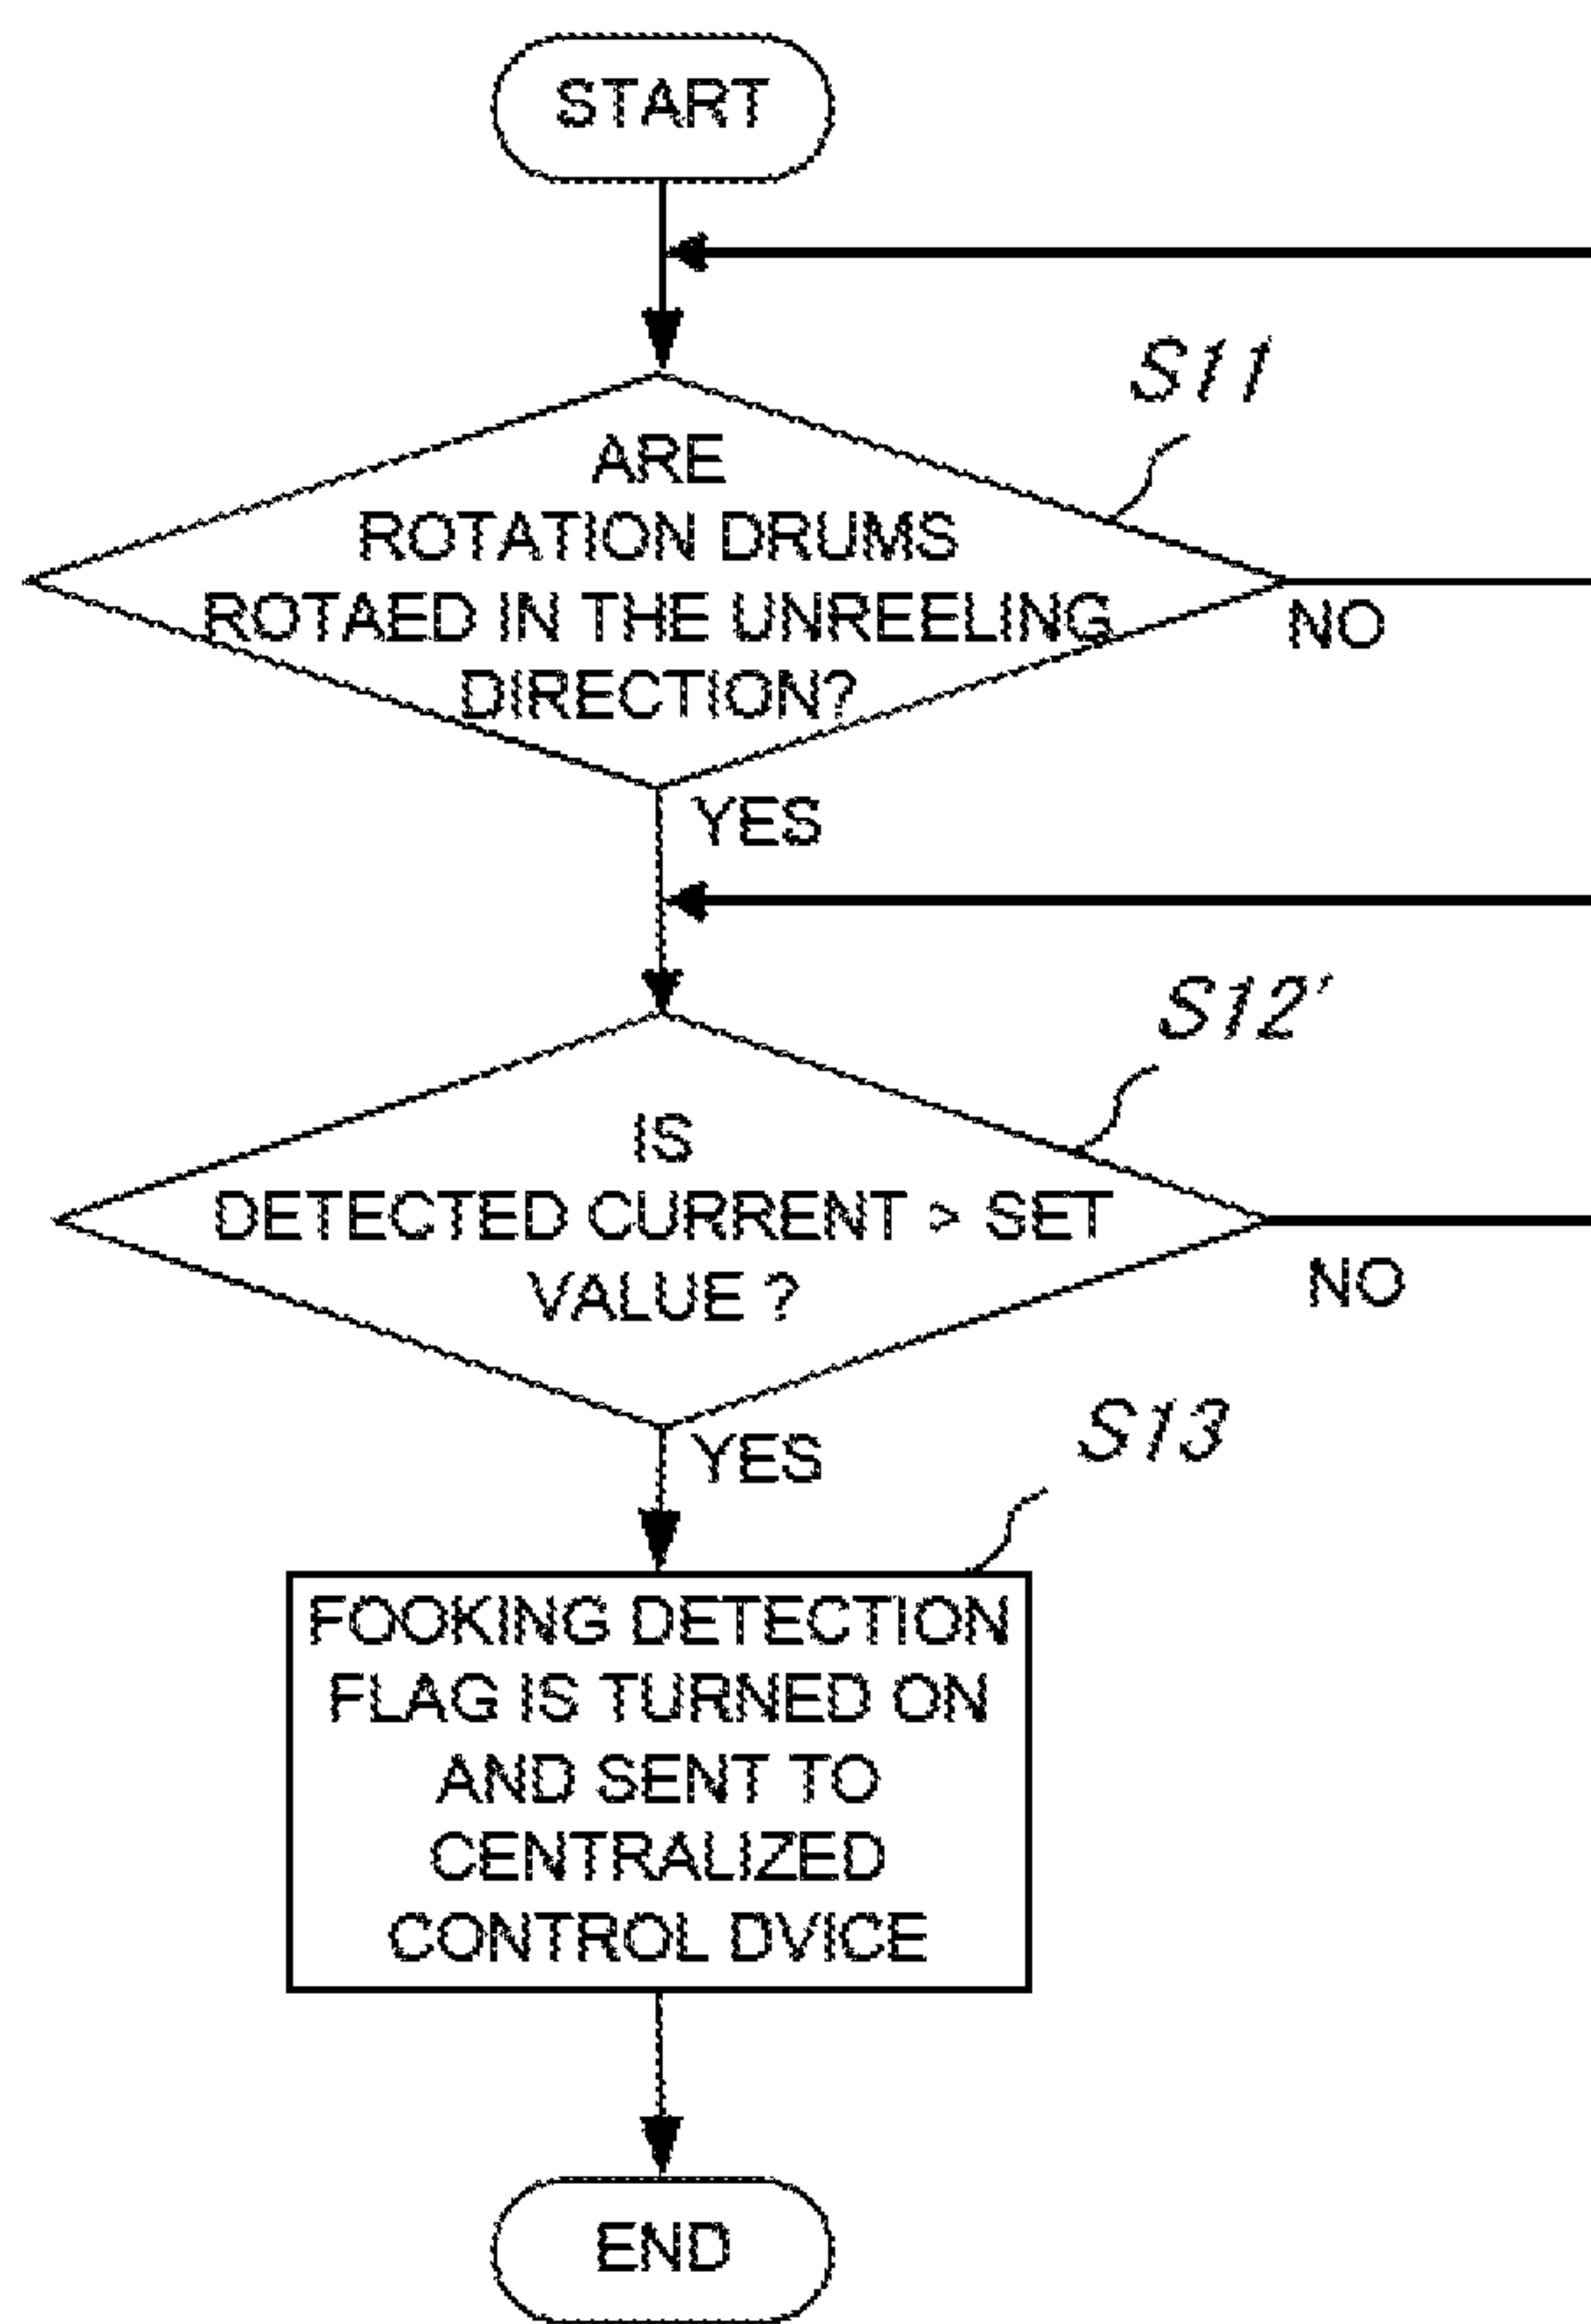 START
S11
ARE
ROTATION DRUMS
ROTAED IN THE UNREELING
DIRECTION?
NO
YES
S12'
IS
DETECTED CURRENT > SET
VALUE ?
NO
YES
S13
FOOKING DETECTION
FLAG IS TURNED ON
AND SENT TO
CENTRALIZED
CONTROL DVICE
END